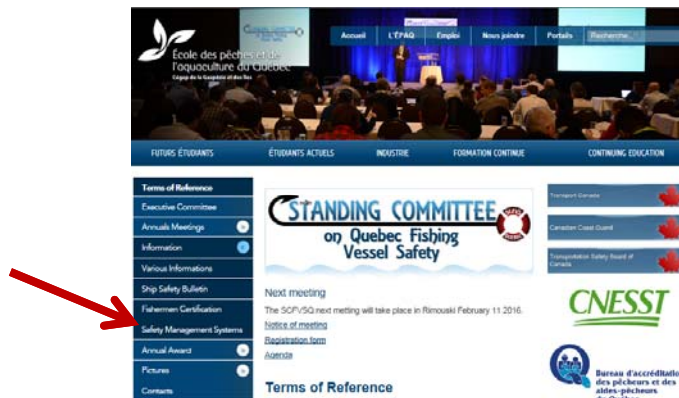 Accueil
L'ÉPAQ
Emploi
Nous joindre
Portails
Recherche...
École des pêches et de
l'aquaculture du Québec
Cégep de la Gaspésie et des Îles
FUTURS ÉTUDIANTS
ÉTUDIANTS ACTUELS
INDUSTRIE
FORMATION CONTINUE
CONTINUING EDUCATION
Terms of Reference
Executive Committee
Annuals Meetings
Information
Various Informations
Ship Safety Bulletin
Fishermen Certification
Safety Management Systems
Annual Award
Pictures
Contacts
STANDING COMMITTEE
on Quebec Fishing
Vessel Safety
Next meeting
The SCFVSQ next metting will take place in Rimouski February 11 2016.
Notice of meeting
Registration form
Agenda
Terms of Reference
Transport Canada
Canadian Coast Guard
Transportation Safety Board of
Canada
CNESST
Bureau d'accréditatio
des pêcheurs et des
aides-pêcheurs
du Québec